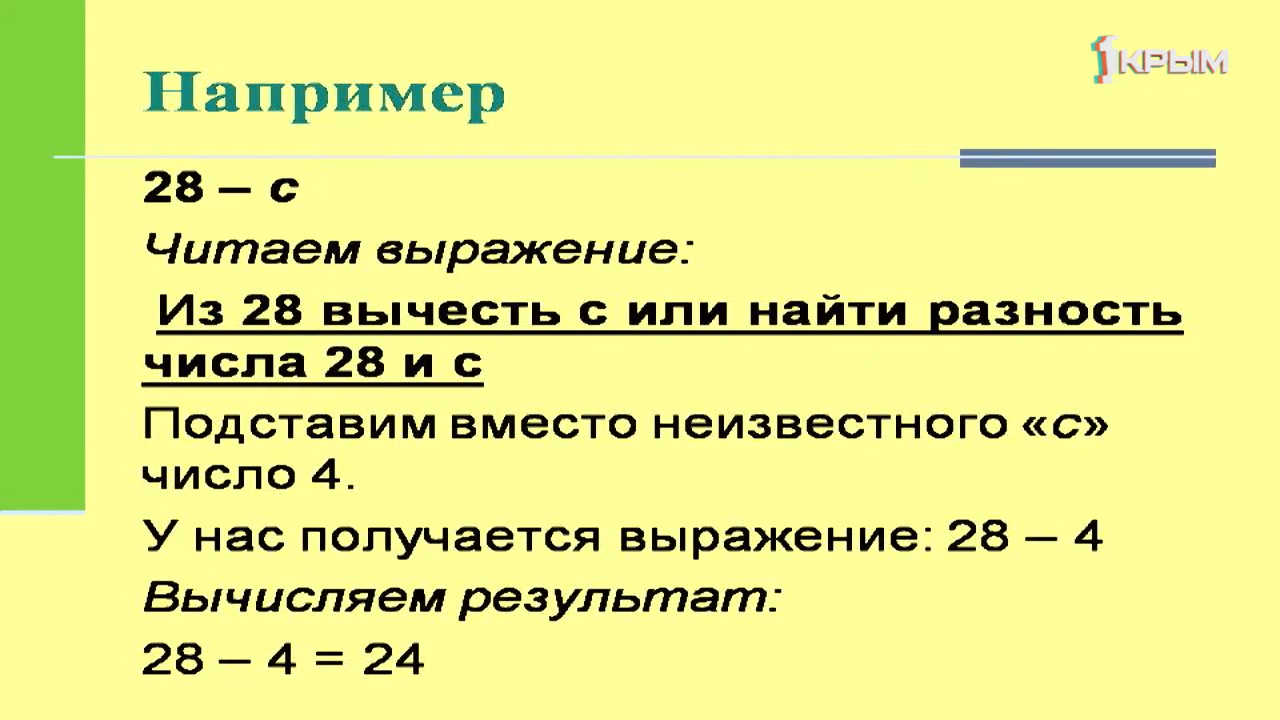 1 КРЫМ
Например
28 – с
Читаем выражение:
Из 28 вычесть с или найти разность
числа 28 и с
Подставим вместо неизвестного «с»
число 4.
У нас получается выражение: 28 – 4
Вычисляем результат:
28 – 4 = 24